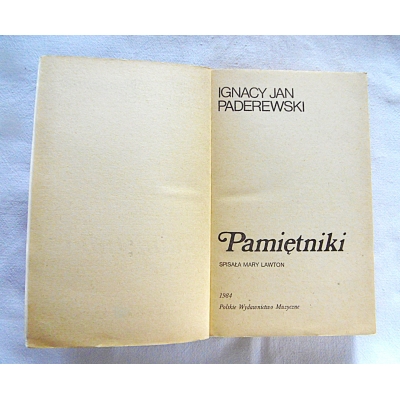 IGNACY JAN
PADEREWSKI
Pamiętniki
SPISAŁA MARY LAWTON
1984
Polskie Wydawnictwo Muzyczne